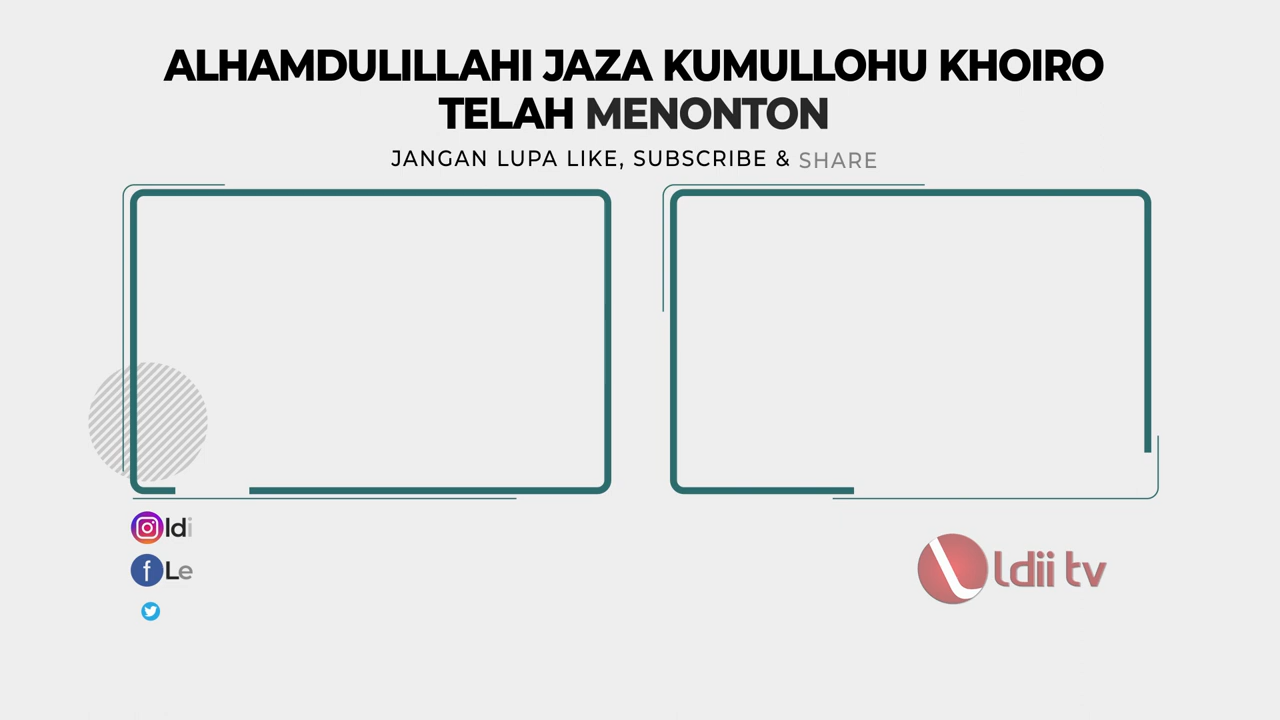 ALHAMDULILLAHI JAZA KUMULLOHU KHOIRO
TELAH MENONTON
JANGAN LUPA LIKE, SUBSCRIBE & SHARE
ldi
Le
ldii tv